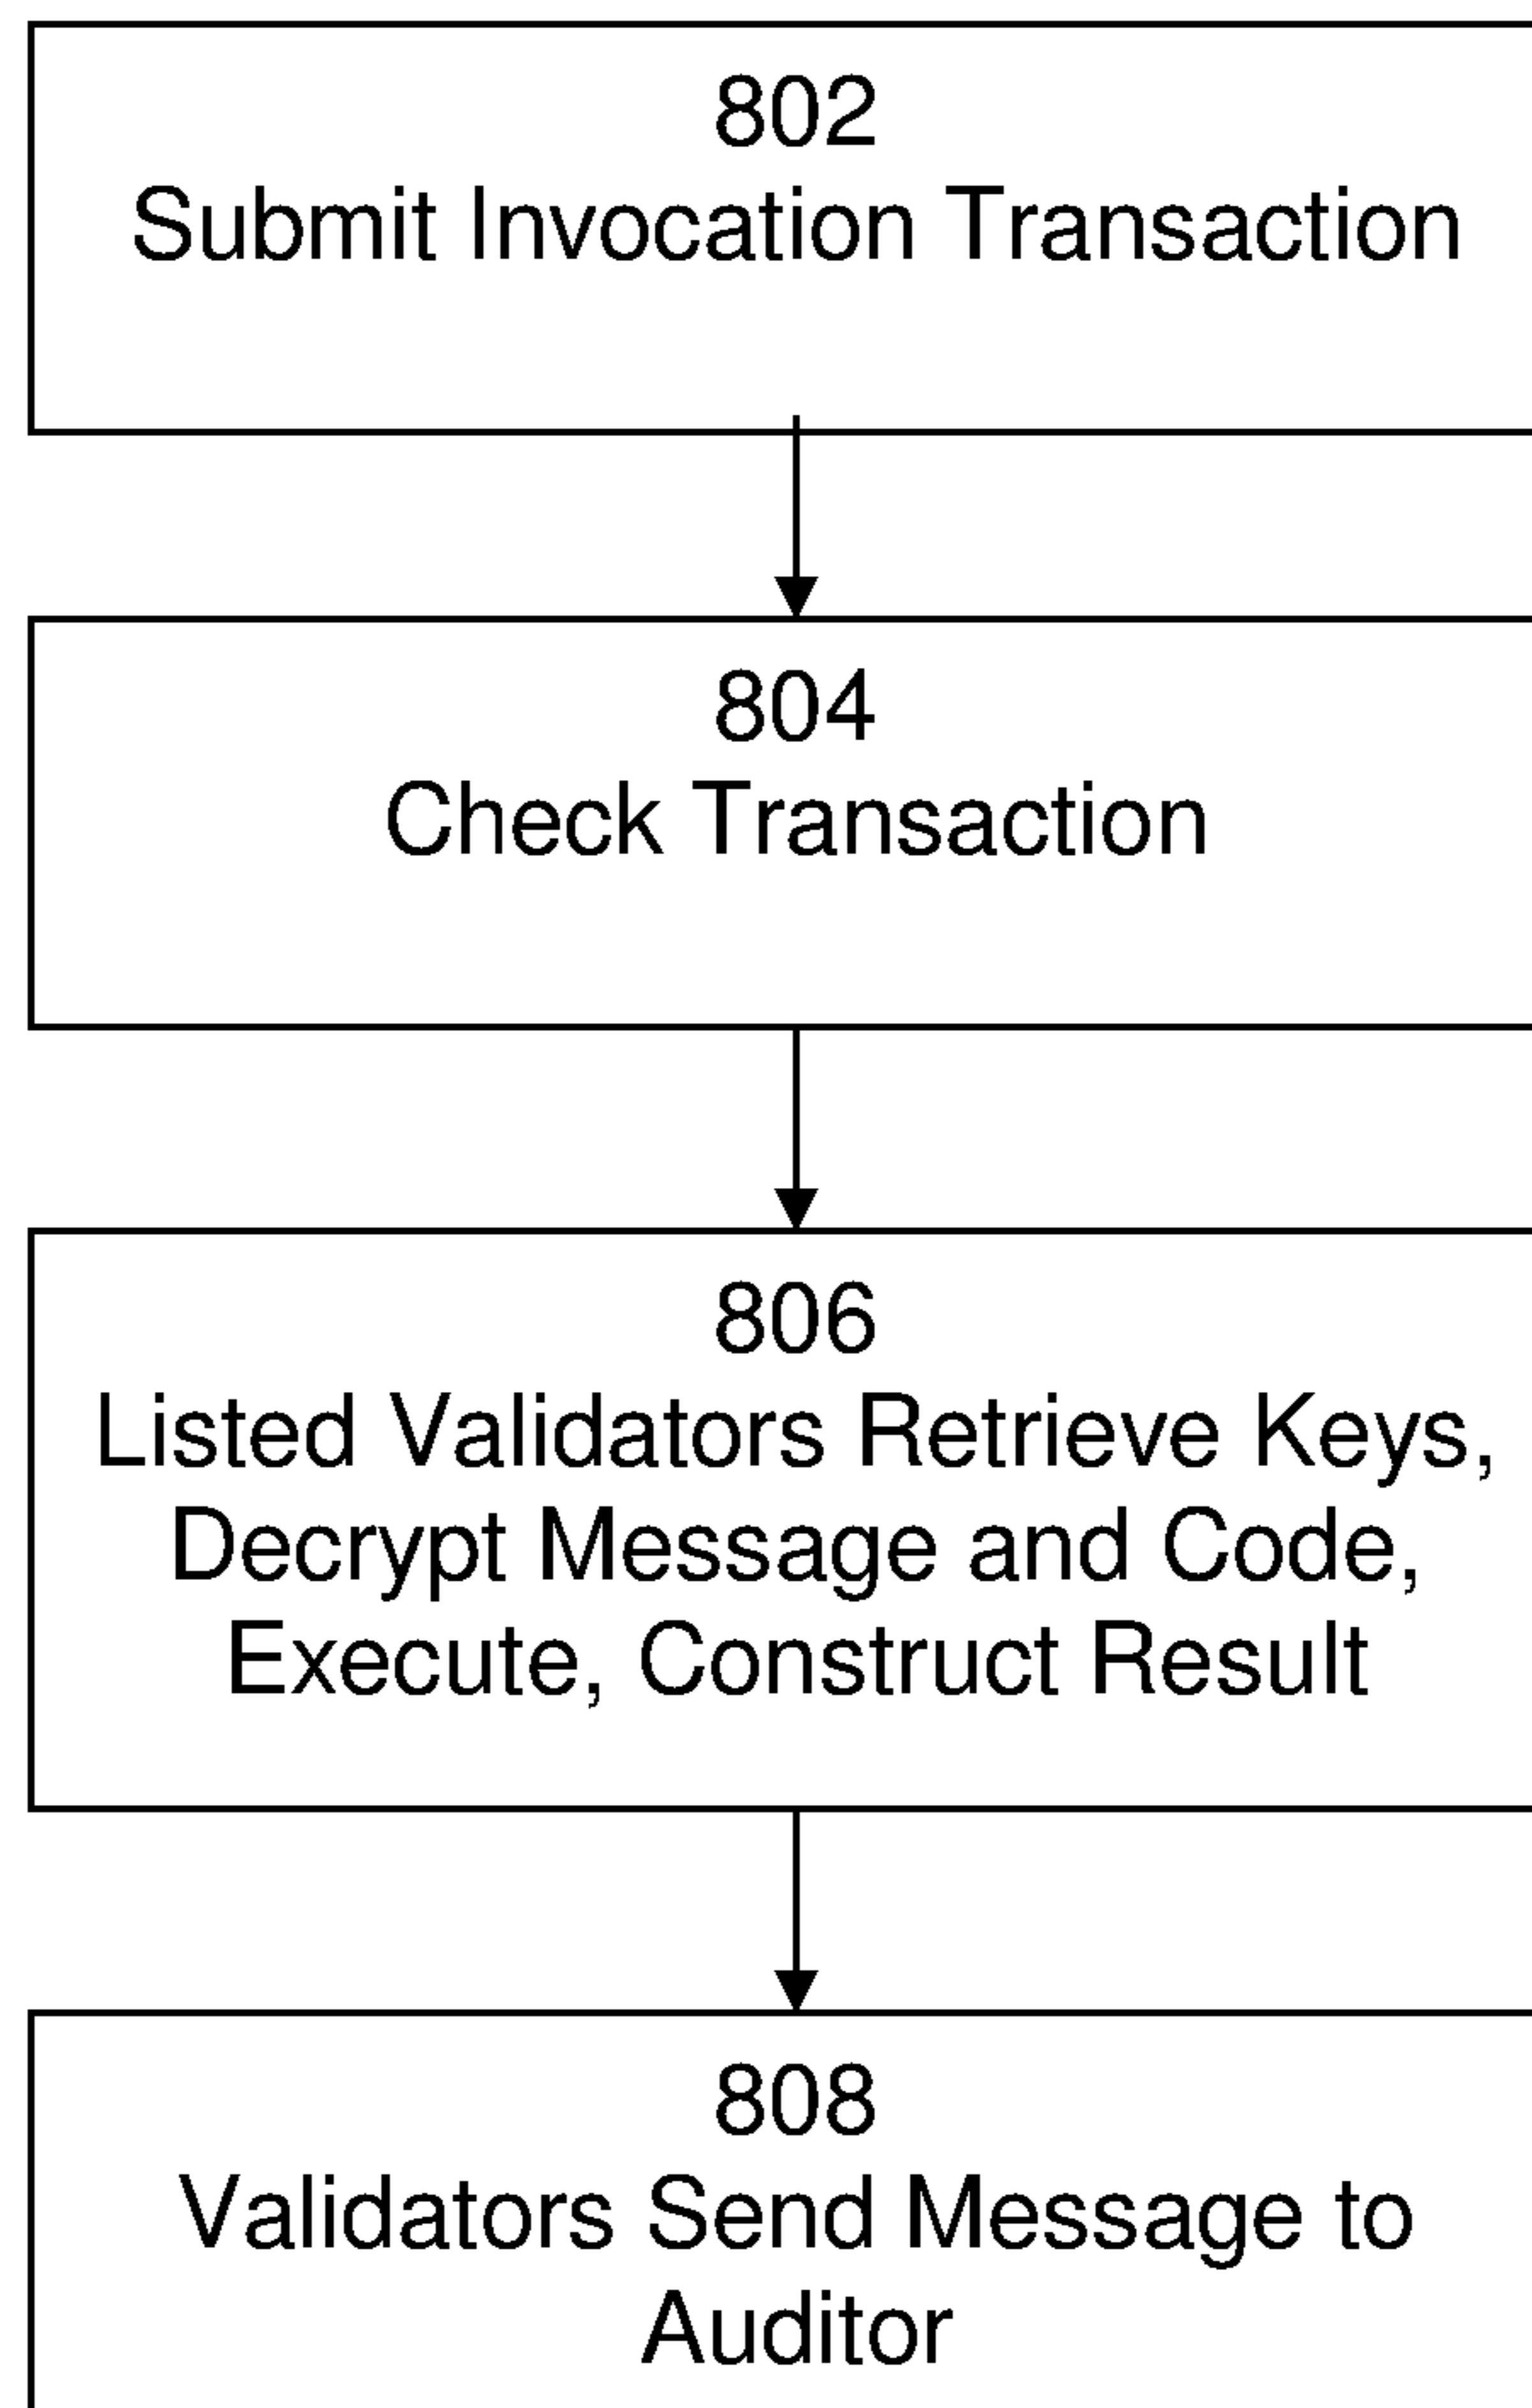 802
Submit Invocation Transaction
804
Check Transaction
806
Listed Validators Retrieve Keys,
Decrypt Message and Code,
Execute, Construct Result
808
Validators Send Message to
Auditor